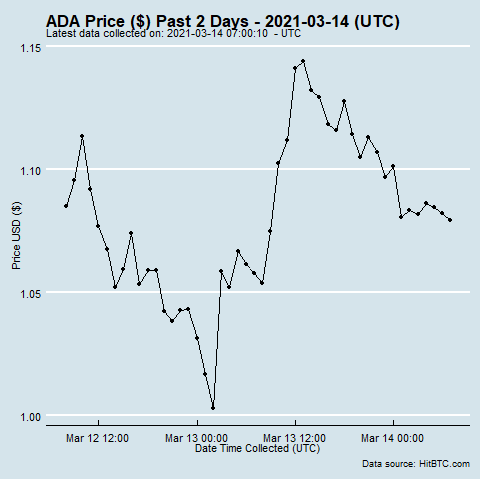 ADA Price ($) Past 2 Days - 2021-03-14 (UTC)
Latest data collected on: 2021-03-14 07:00:10  - UTC
1.15
1.10
1.05
1.00
Price USD ($)
Mar 12 12:00
Mar 13 00:00
Mar 13 12:00
Mar 14 00:00
Date Time Collected (UTC)
Data source: HitBTC.com